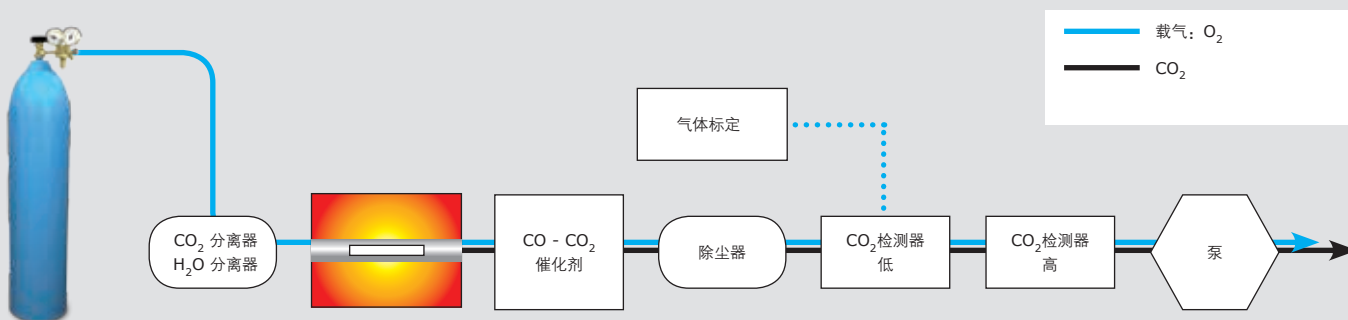 载气: O₂
CO₂
气体标定
CO₂ 分离器
H₂O 分离器
CO - CO₂
催化剂
除尘器
CO₂检测器
低
CO₂检测器
高
泵